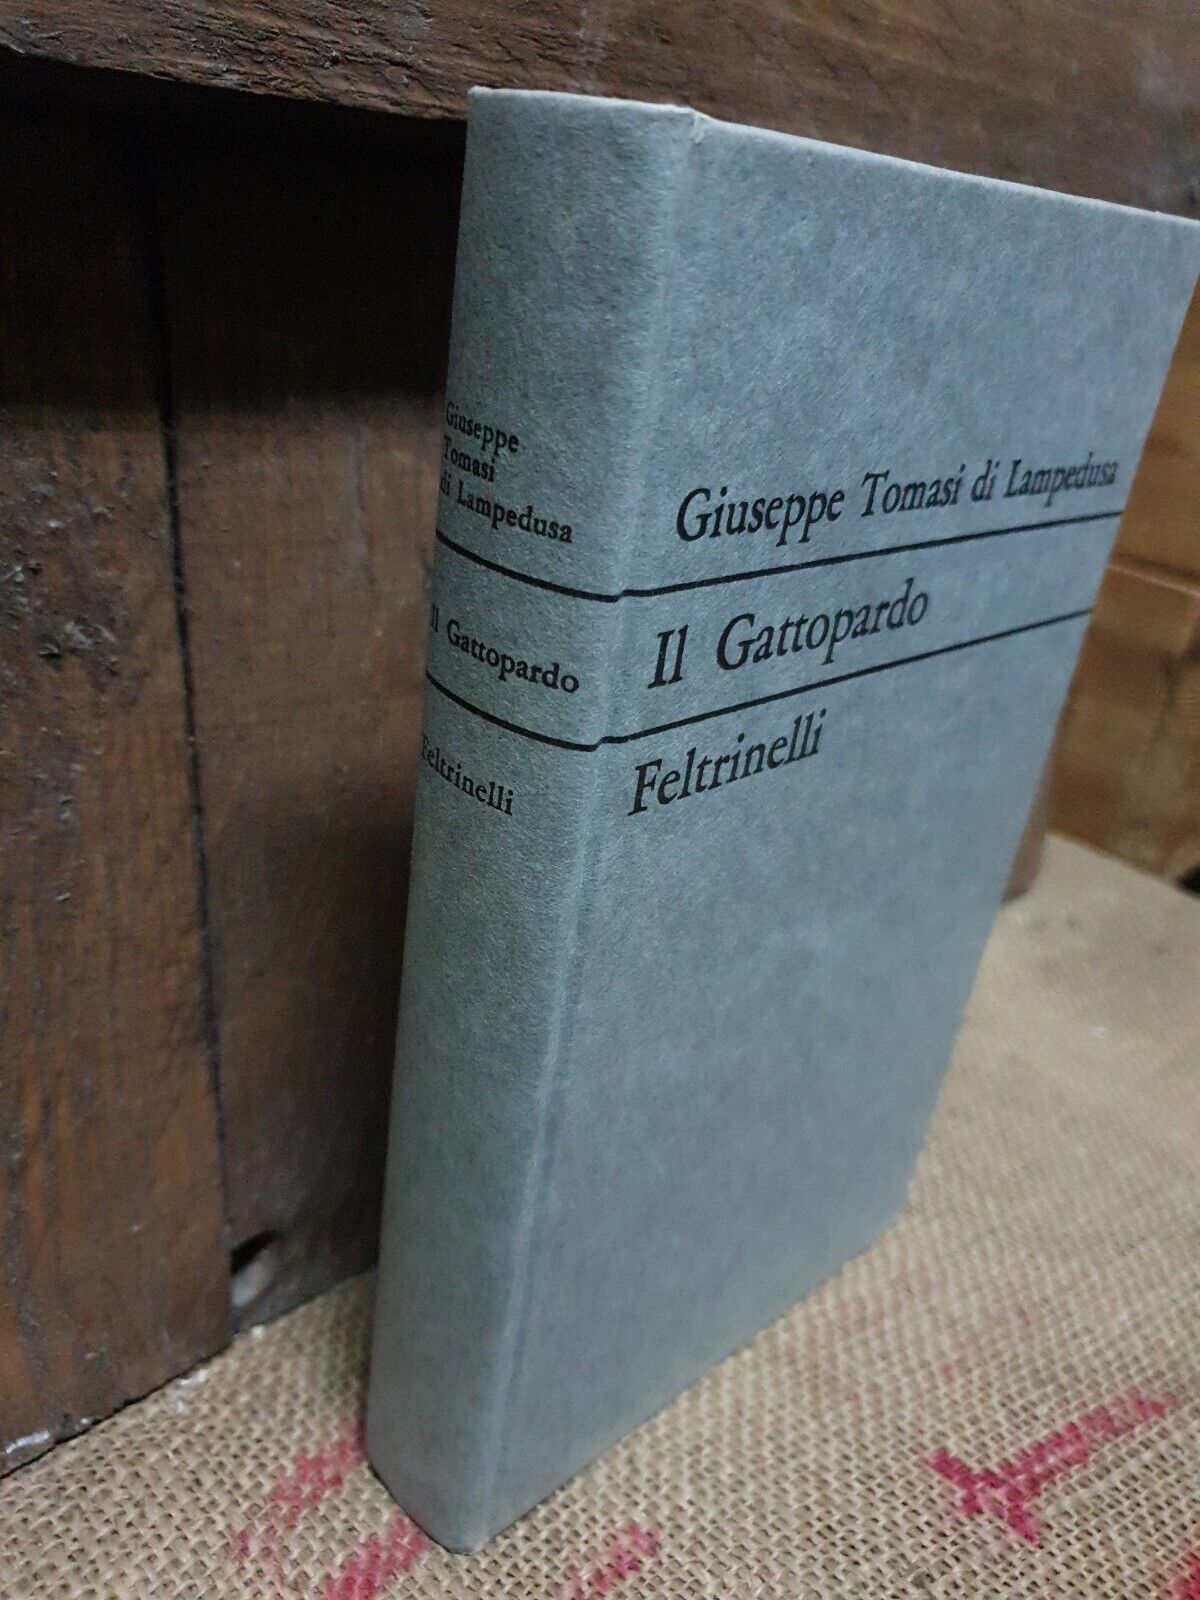 Giuseppe
Tomasi
di Lampedusa
Il Gattopardo
Feltrinelli
Giuseppe Tomasi di Lampedusa
Il Gattopardo
Feltrinelli